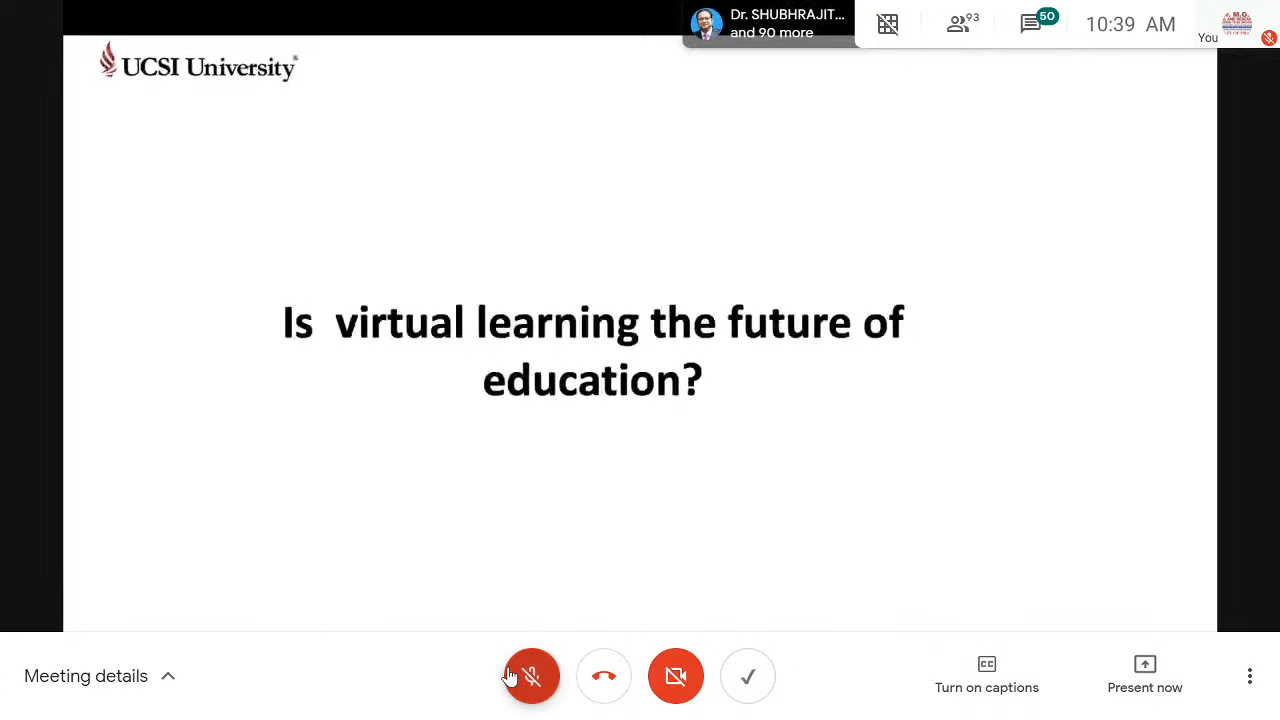 Dr. SHUBHRAJIT...
and 90 more
93
50
10:39 AM
You
UCSI University®
Is virtual learning the future of
education?
Meeting details
Turn on captions
Present now